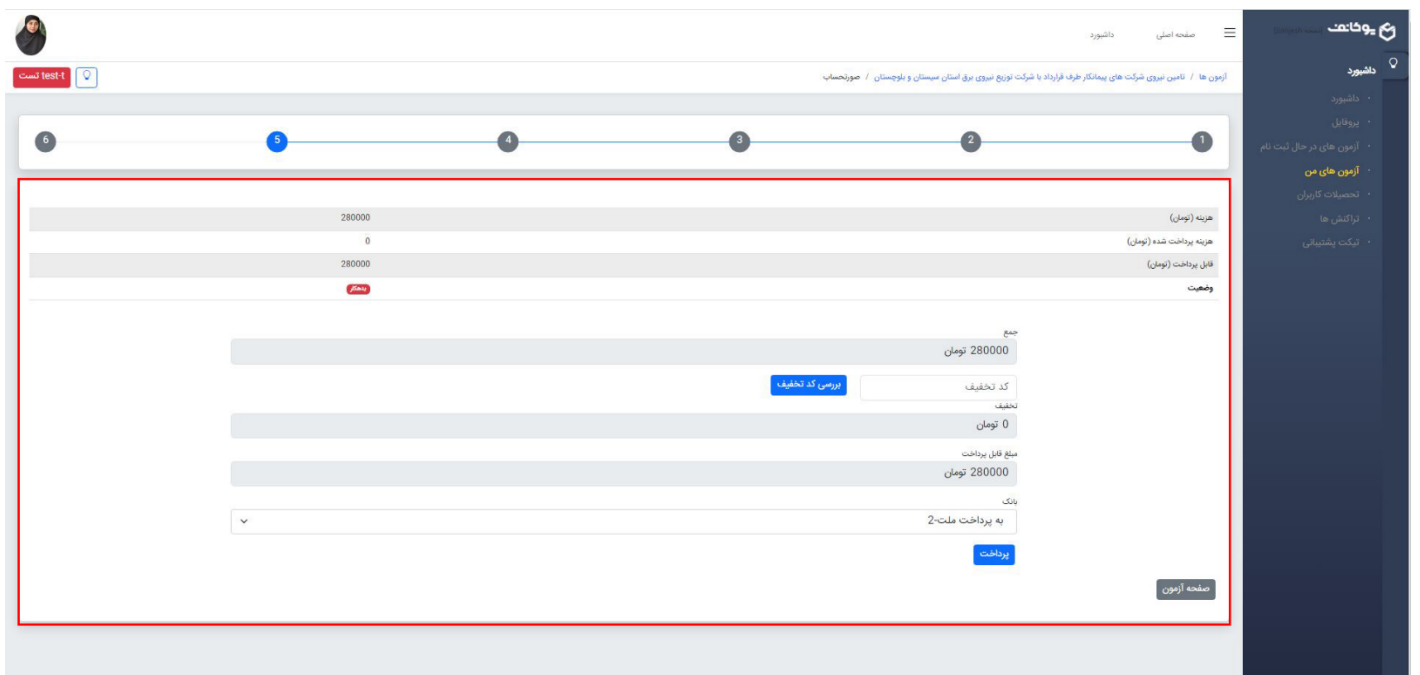 صفحه اصلی داشبورد
test-t تست
آزمون ها / تامین نیروی شرکت های پیمانکار طرف قرارداد با شرکت توزیع نیروی برق استان سیستان و بلوچستان / صورتحساب
داشبورد
داشبورد
پروفایل
آزمون های در حال ثبت نام
آزمون های من
تحصیلات کاربران
تراکنش ها
تیکت پشتیبانی
1 2 3 4 5 6
هزینه (تومان) 280000
هزینه پرداخت شده (تومان) 0
قابل پرداخت (تومان) 280000
وضعیت بدهکار
جمع
280000 تومان
کد تخفیف بررسی کد تخفیف
تخفیف
0 تومان
مبلغ قابل پرداخت
280000 تومان
بانک
به پرداخت ملت-2
پرداخت
صفحه آزمون